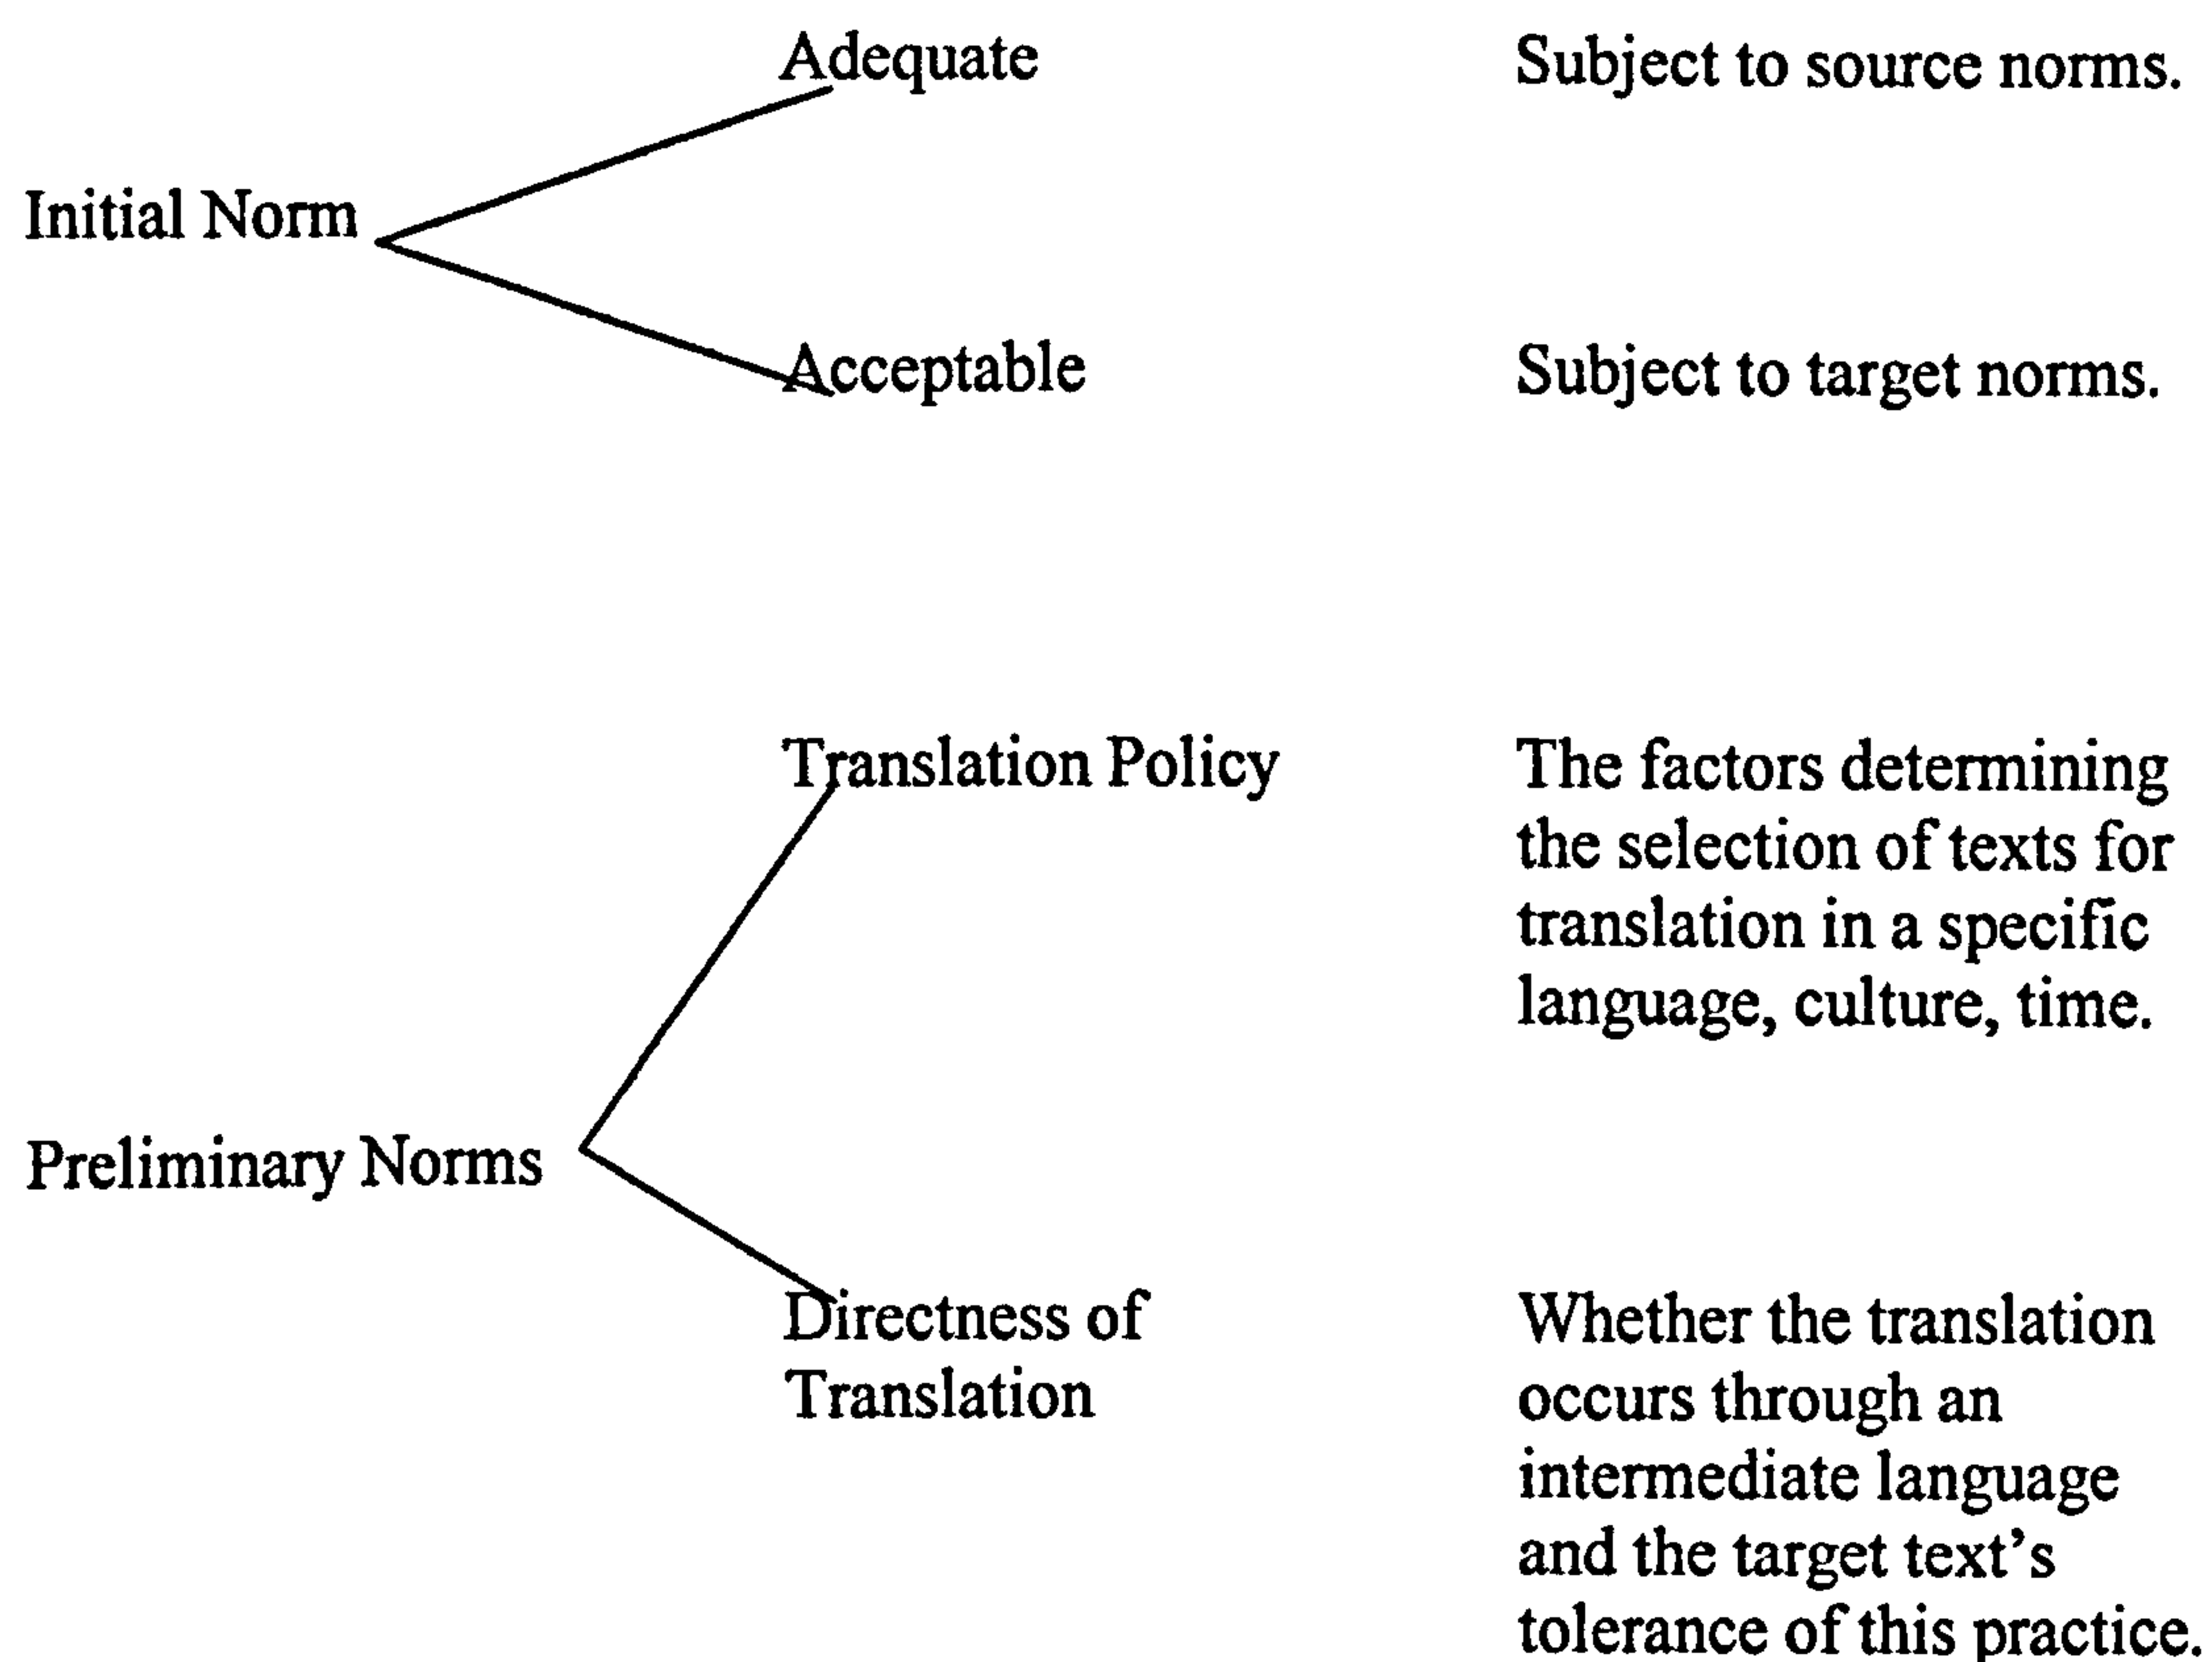 Adequate
Subject to source norms.
Initial Norm
Acceptable
Subject to target norms.
Translation Policy
The factors determining
the selection of texts for
translation in a specific
language, culture, time.
Preliminary Norms
Directness of
Translation
Whether the translation
occurs through an
intermediate language
and the target text's
tolerance of this practice.